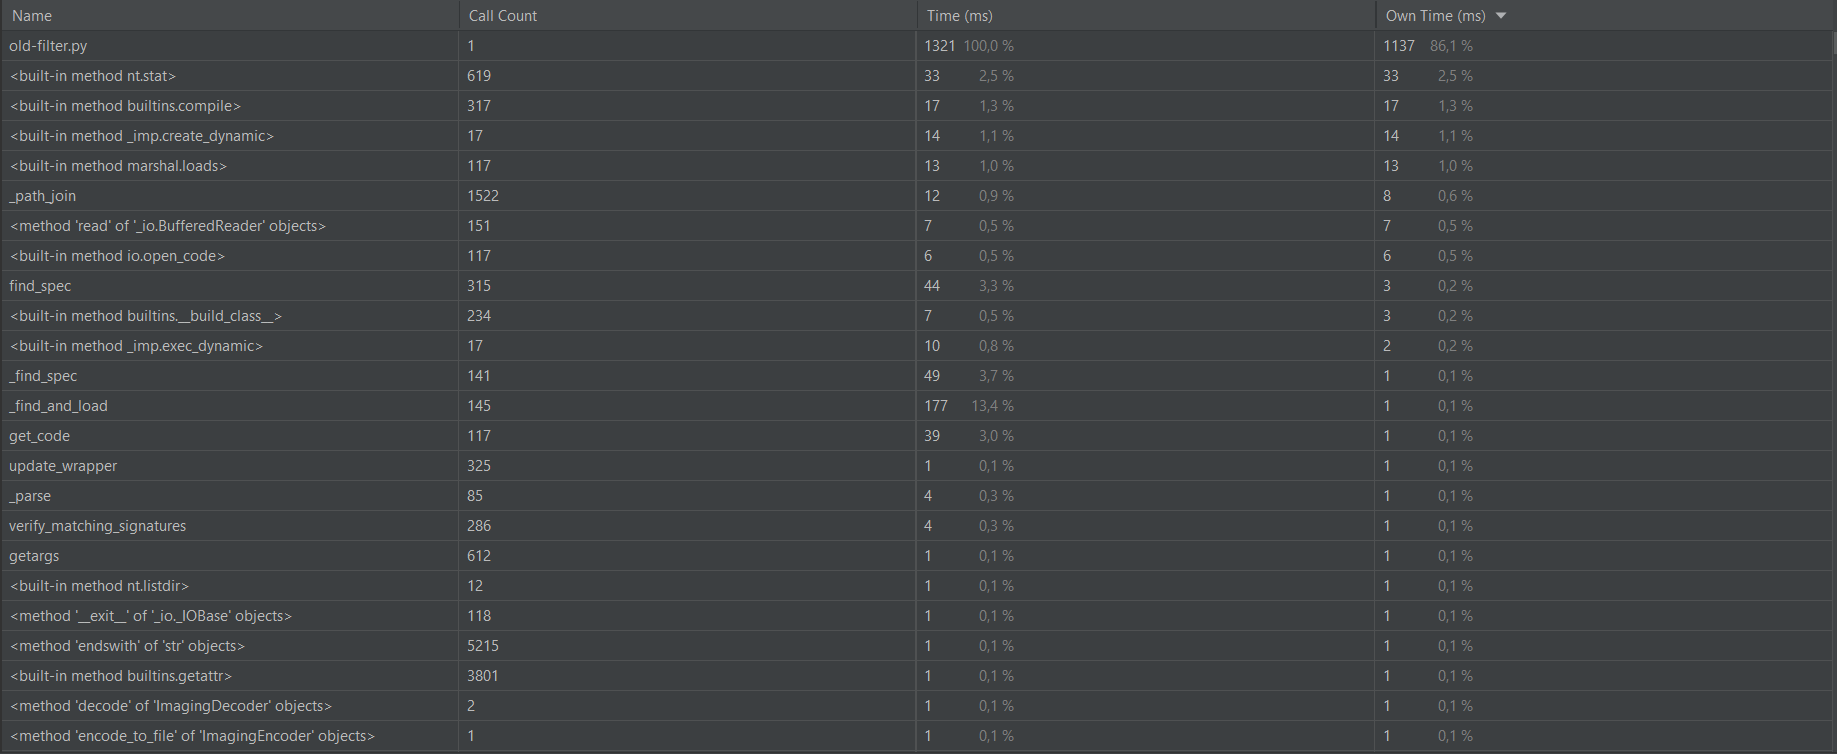 Name Call Count Time (ms) Own Time (ms)
old-filter.py 1 1321 100,0 % 1137 86,1 %
<built-in method nt.stat> 619 33 2,5 % 33 2,5 %
<built-in method builtins.compile> 317 17 1,3 % 17 1,3 %
<built-in method _imp.create_dynamic> 17 14 1,1 % 14 1,1 %
<built-in method marshal.loads> 117 13 1,0 % 13 1,0 %
_path_join 1522 12 0,9 % 8 0,6 %
<method 'read' of '_io.BufferedReader' objects> 151 7 0,5 % 7 0,5 %
<built-in method io.open_code> 117 6 0,5 % 6 0,5 %
find_spec 315 44 3,3 % 3 0,2 %
<built-in method builtins.__build_class__> 234 7 0,5 % 3 0,2 %
<built-in method _imp.exec_dynamic> 17 10 0,8 % 2 0,2 %
_find_spec 141 49 3,7 % 1 0,1 %
_find_and_load 145 177 13,4 % 1 0,1 %
get_code 117 39 3,0 % 1 0,1 %
update_wrapper 325 1 0,1 % 1 0,1 %
_parse 85 4 0,3 % 1 0,1 %
verify_matching_signatures 286 4 0,3 % 1 0,1 %
getargs 612 1 0,1 % 1 0,1 %
<built-in method nt.listdir> 12 1 0,1 % 1 0,1 %
<method '__exit__' of '_io._IOBase' objects> 118 1 0,1 % 1 0,1 %
<method 'endswith' of 'str' objects> 5215 1 0,1 % 1 0,1 %
<built-in method builtins.getattr> 3801 1 0,1 % 1 0,1 %
<method 'decode' of 'ImagingDecoder' objects> 2 1 0,1 % 1 0,1 %
<method 'encode_to_file' of 'ImagingEncoder' objects> 1 1 0,1 % 1 0,1 %